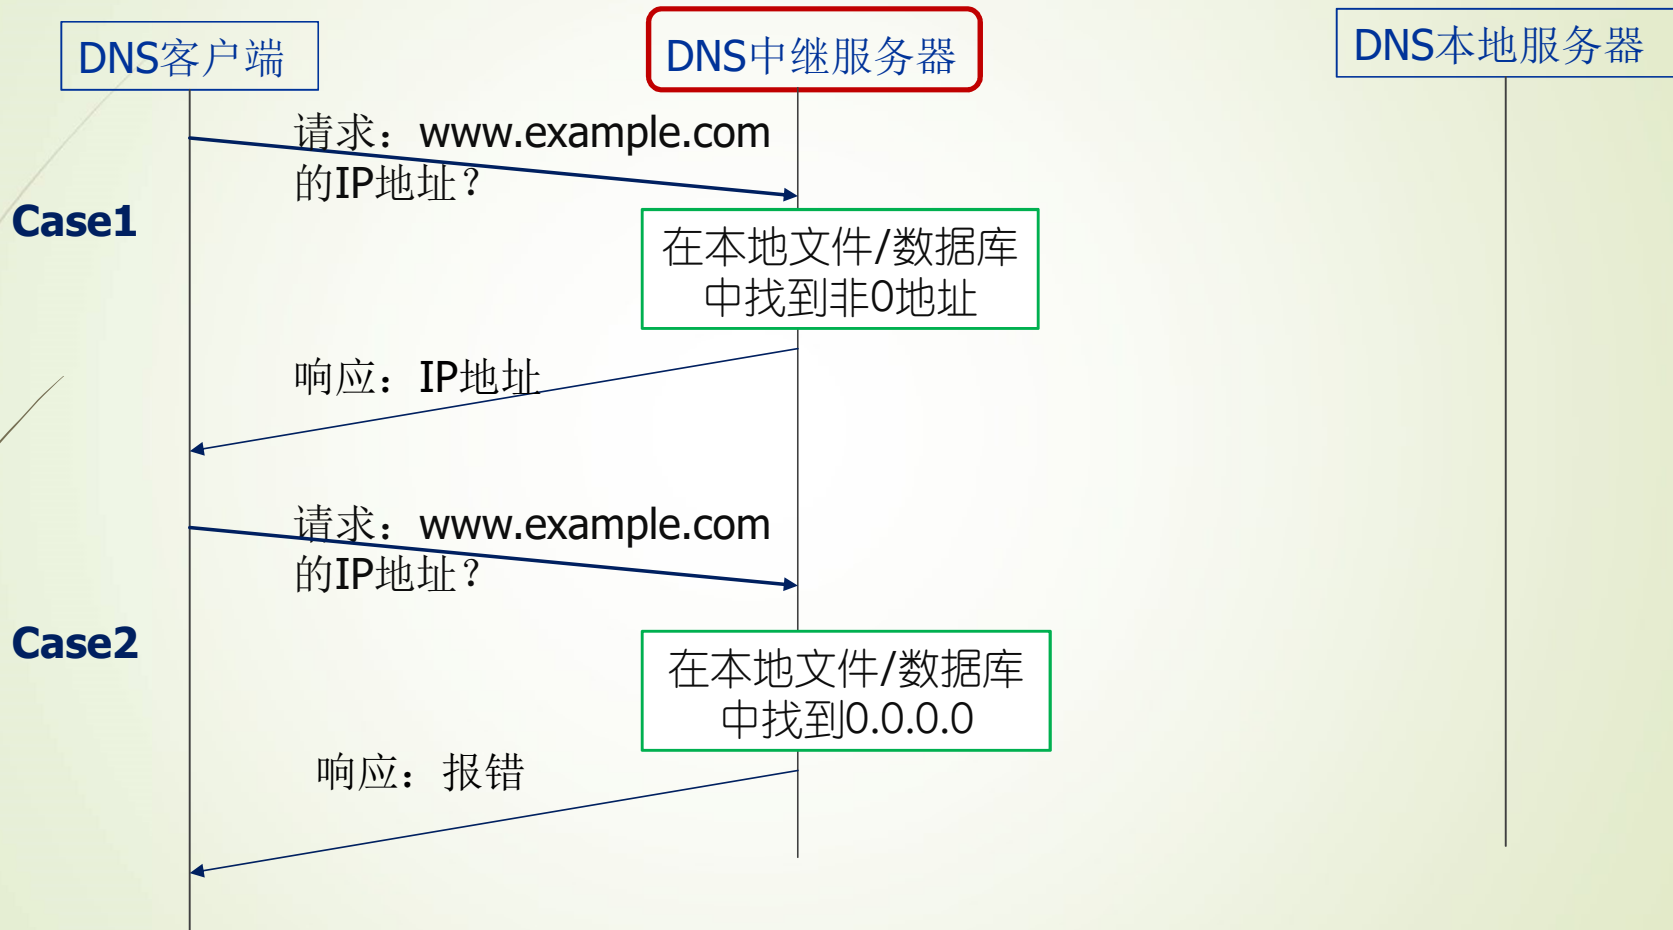 DNS客户端
DNS中继服务器
DNS本地服务器
请求：www.example.com
的IP地址？
Case1
在本地文件/数据库
中找到非0地址
响应：IP地址
请求：www.example.com
的IP地址？
Case2
在本地文件/数据库
中找到0.0.0.0
响应：报错